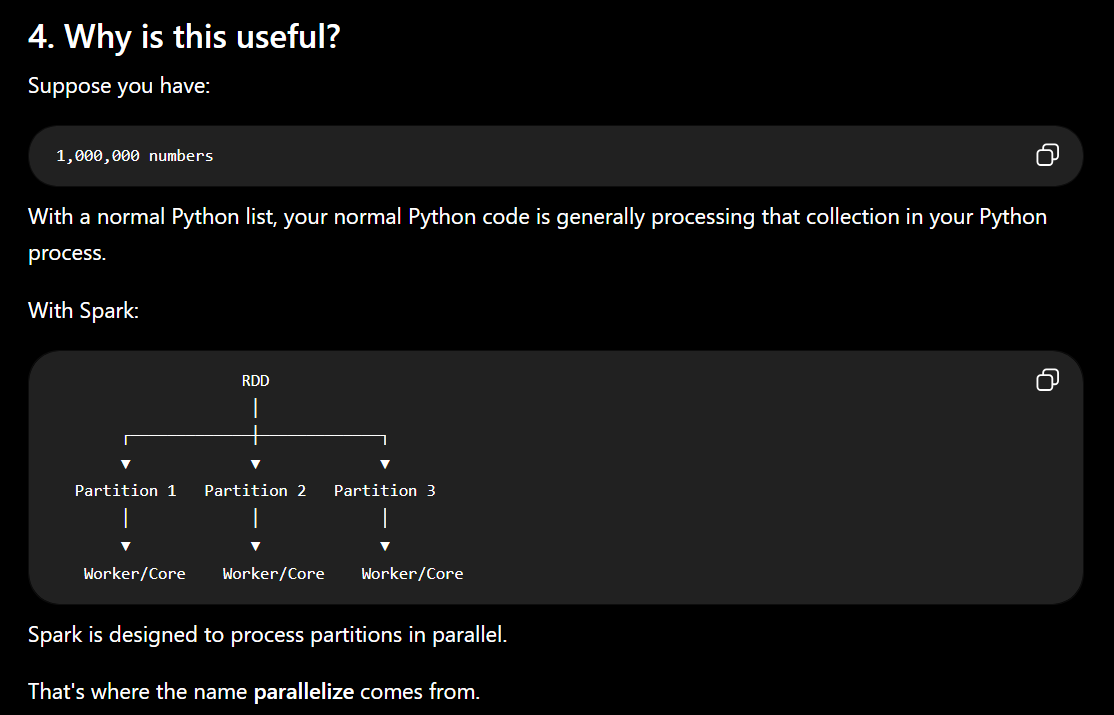 4. Why is this useful?
Suppose you have:
1,000,000 numbers
With a normal Python list, your normal Python code is generally processing that collection in your Python
process.
With Spark:
RDD
Partition 1 Partition 2 Partition 3
Worker/Core Worker/Core Worker/Core
Spark is designed to process partitions in parallel.
That's where the name parallelize comes from.